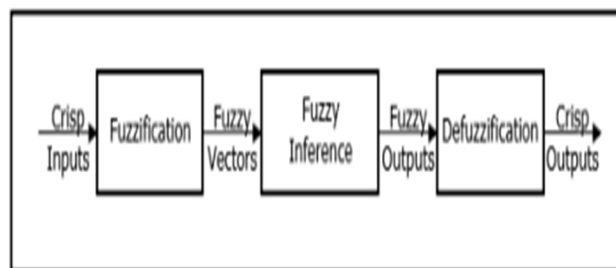 Crisp
Inputs
Fuzzification
Fuzzy
Vectors
Fuzzy
Inference
Fuzzy
Outputs
Defuzzification
Crisp
Outputs